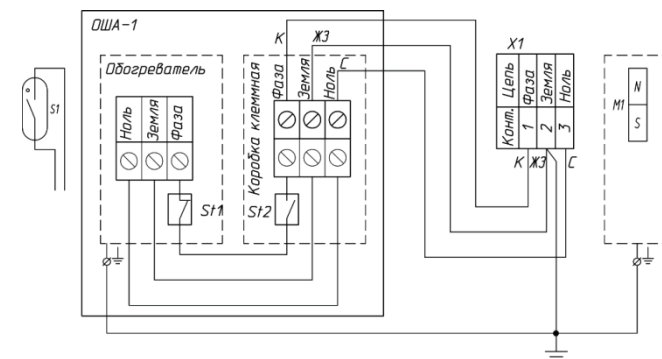 ОША-1
К
ЖЗ
С
Обогреватель
Ноль
Земля
Фаза
St1
Коробка клеммная
Фаза
Земля
Ноль
St2
S1
X1
Конт. Цепь
1 Фаза
2 Земля
3 Ноль
К ЖЗ С
М1
N
S